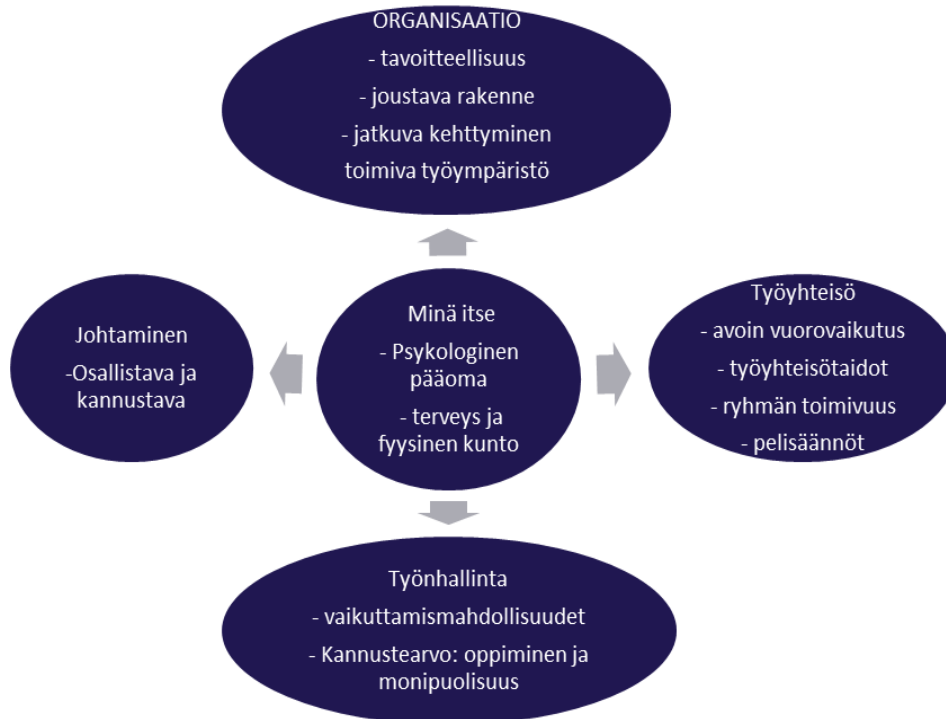 ORGANISAATIO
- tavoitteellisuus
- joustava rakenne
- jatkuva kehttyminen
toimiva työympäristö
Johtaminen
-Osallistava ja
kannustava
Minä itse
- Psykologinen
pääoma
- terveys ja
fyysinen kunto
Työyhteisö
- avoin vuorovaikutus
- työyhteisötaidot
- ryhmän toimivuus
- pelisäännöt
Työnhallinta
- vaikuttamismahdollisuudet
- Kannustearvo: oppiminen ja
monipuolisuus